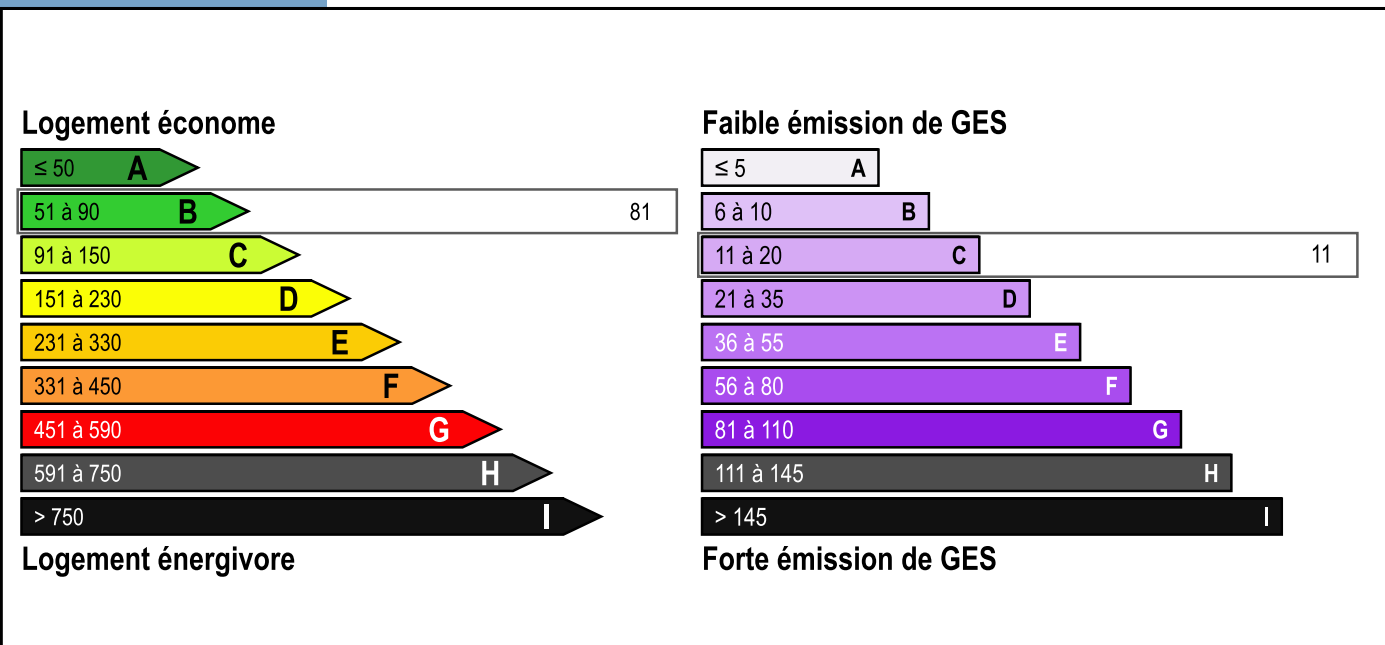 Logement économe
≤ 50 A
51 à 90 B 81
91 à 150 C
151 à 230 D
231 à 330 E
331 à 450 F
451 à 590 G
591 à 750 H
> 750 I
Logement énergivore
Faible émission de GES
≤ 5 A
6 à 10 B
11 à 20 C 11
21 à 35 D
36 à 55 E
56 à 80 F
81 à 110 G
111 à 145 H
> 145 I
Forte émission de GES